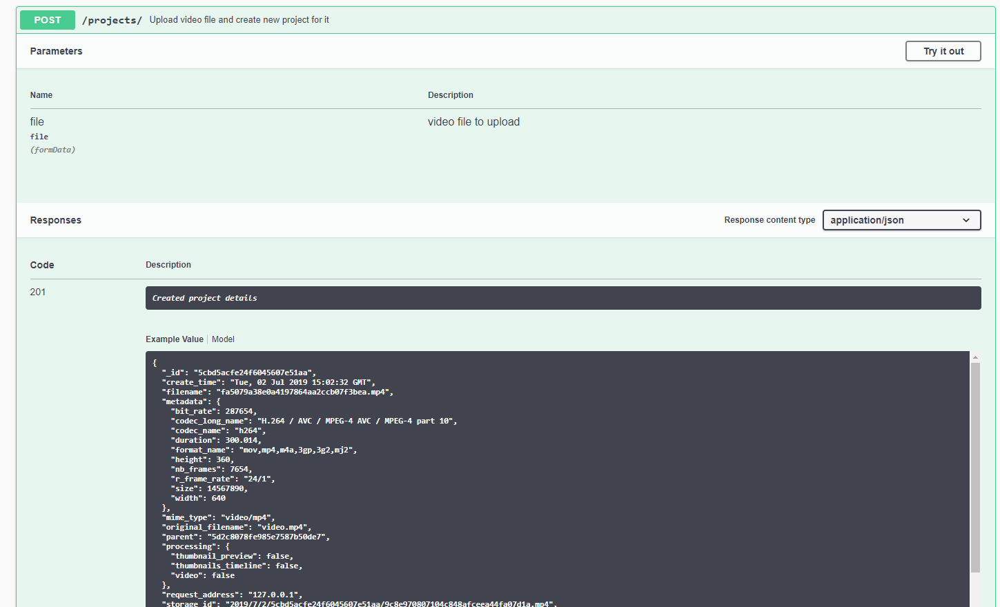 POST /projects/ Upload video file and create new project for it
Parameters Try it out
Name Description
file video file to upload
file
(formData)
Responses Response content type application/json
Code Description
201 Created project details
Example Value Model
{
"_id": "5cbd5acfe24f6045607e51aa",
"create_time": "Tue, 02 Jul 2019 15:02:32 GMT",
"filename": "fa5079a38e0a4197864aa2ccb07f3bea.mp4",
"metadata": {
"bit_rate": 287654,
"codec_long_name": "H.264 / AVC / MPEG-4 AVC / MPEG-4 part 10",
"codec_name": "h264",
"duration": 300.014,
"format_name": "mov,mp4,m4a,3gp,3g2,mj2",
"height": 360,
"nb_frames": 7654,
"r_frame_rate": "24/1",
"size": 14567890,
"width": 640
},
"mime_type": "video/mp4",
"original_filename": "video.mp4",
"parent": "5d2c8078fe985e7587b50de7",
"processing": {
"thumbnail_preview": false,
"thumbnails_timeline": false,
"video": false
},
"request_address": "127.0.0.1",
"storage_id": "2019/7/2/5cbd5acfe24f6045607e51aa/9c8e970807104c848afceea44fa07d1a.mp4",